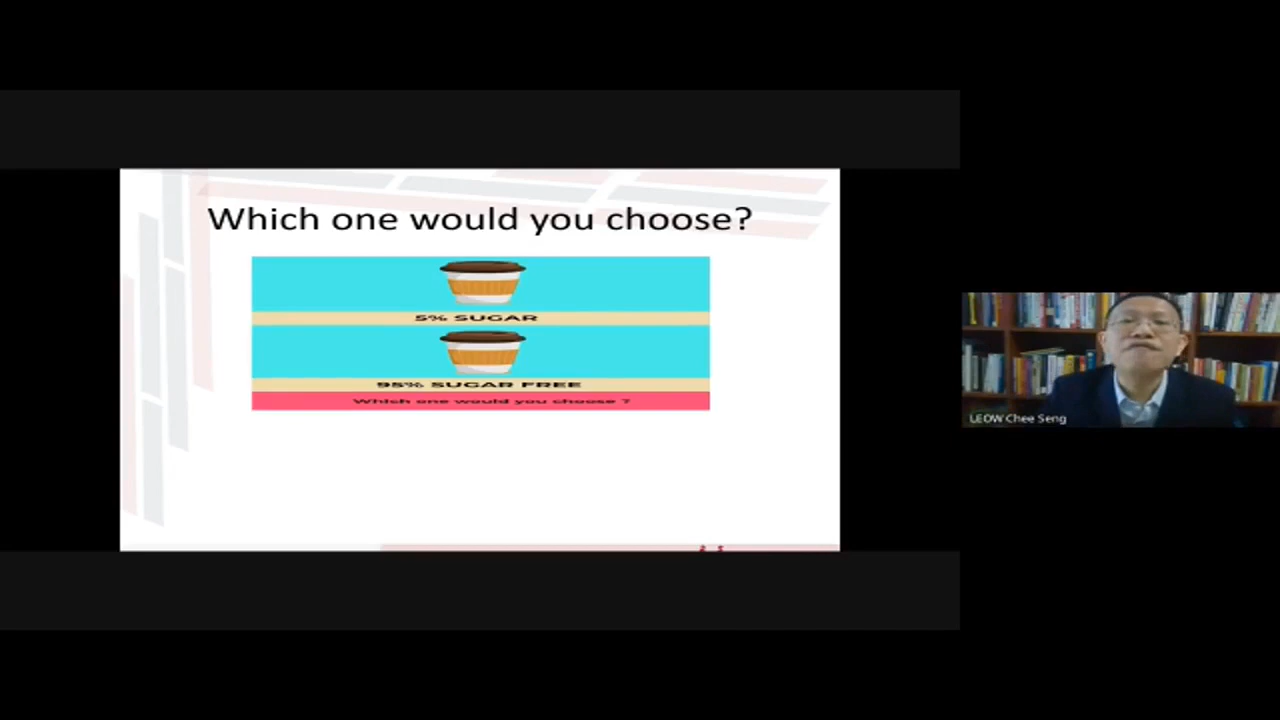 Which one would you choose?
5% SUGAR
95% SUGAR FREE
Which one would you choose ?
LEOW Chee Seng